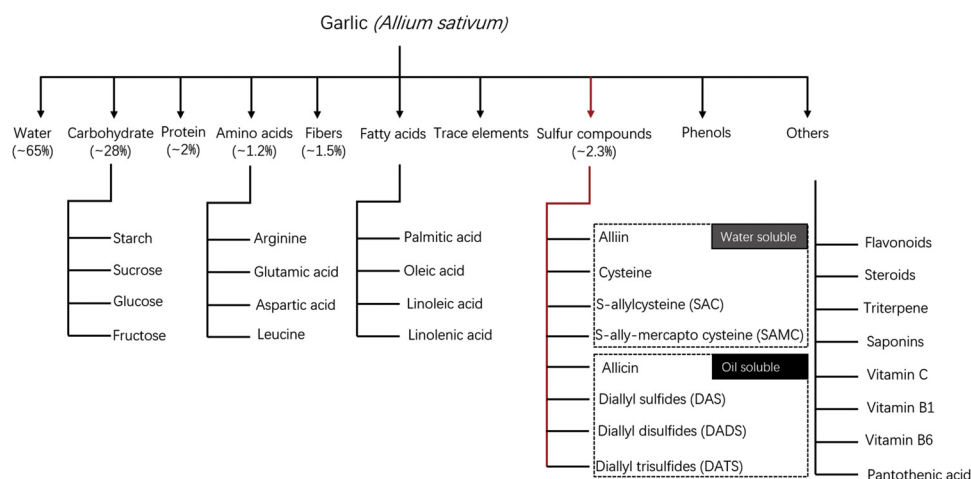 Garlic (Allium sativum)
Water
(~65%)
Carbohydrate
(~28%)
Protein
(~2%)
Amino acids
(~1.2%)
Fibers
(~1.5%)
Fatty acids
Trace elements
Sulfur compounds
(~2.3%)
Phenols
Others
Starch
Sucrose
Glucose
Fructose
Arginine
Glutamic acid
Aspartic acid
Leucine
Palmitic acid
Oleic acid
Linoleic acid
Linolenic acid
Water soluble
Alliin
Cysteine
S-allylcysteine (SAC)
S-ally-mercapto cysteine (SAMC)
Oil soluble
Allicin
Diallyl sulfides (DAS)
Diallyl disulfides (DADS)
Diallyl trisulfides (DATS)
Flavonoids
Steroids
Triterpene
Saponins
Vitamin C
Vitamin B1
Vitamin B6
Pantothenic acid